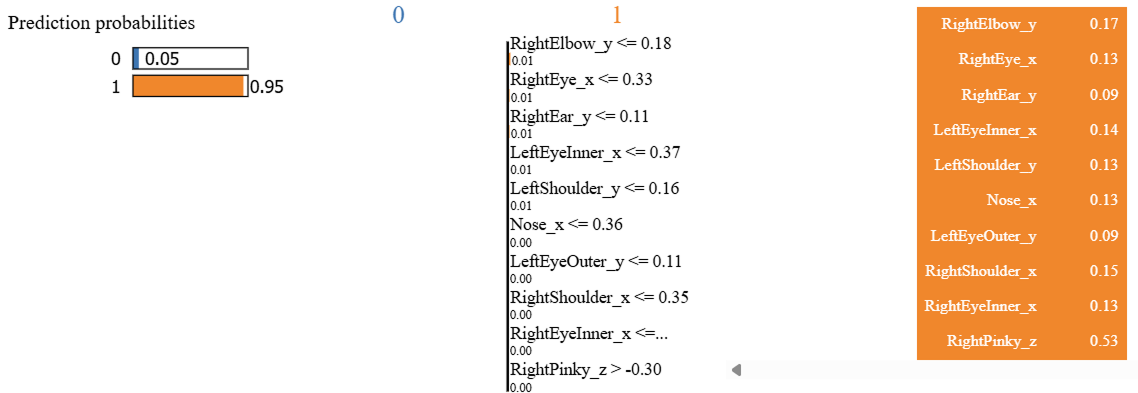 Prediction probabilities
0 0.05
1 0.95
0 1
RightElbow_y <= 0.18
0.01
RightEye_x <= 0.33
0.01
RightEar_y <= 0.11
0.01
LeftEyeInner_x <= 0.37
0.01
LeftShoulder_y <= 0.16
0.01
Nose_x <= 0.36
0.00
LeftEyeOuter_y <= 0.11
0.00
RightShoulder_x <= 0.35
0.00
RightEyeInner_x <=...
0.00
RightPinky_z > -0.30
0.00
RightElbow_y 0.17
RightEye_x 0.13
RightEar_y 0.09
LeftEyeInner_x 0.14
LeftShoulder_y 0.13
Nose_x 0.13
LeftEyeOuter_y 0.09
RightShoulder_x 0.15
RightEyeInner_x 0.13
RightPinky_z 0.53